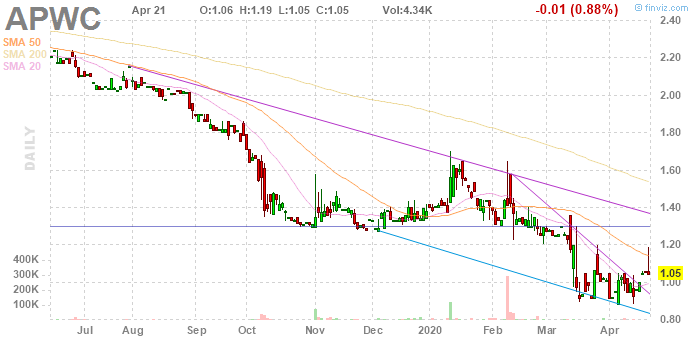 APWC Apr 21 O:1.06 H:1.19 L:1.05 C:1.05 Vol:4.34K -0.01 (0.88%) © finviz.com
SMA 50
SMA 200
SMA 20
DAILY
2.20
2.00
1.80
1.60
1.40
1.20
1.05
1.00
0.80
400K
300K
200K
100K
Jul Aug Sep Oct Nov Dec 2020 Feb Mar Apr